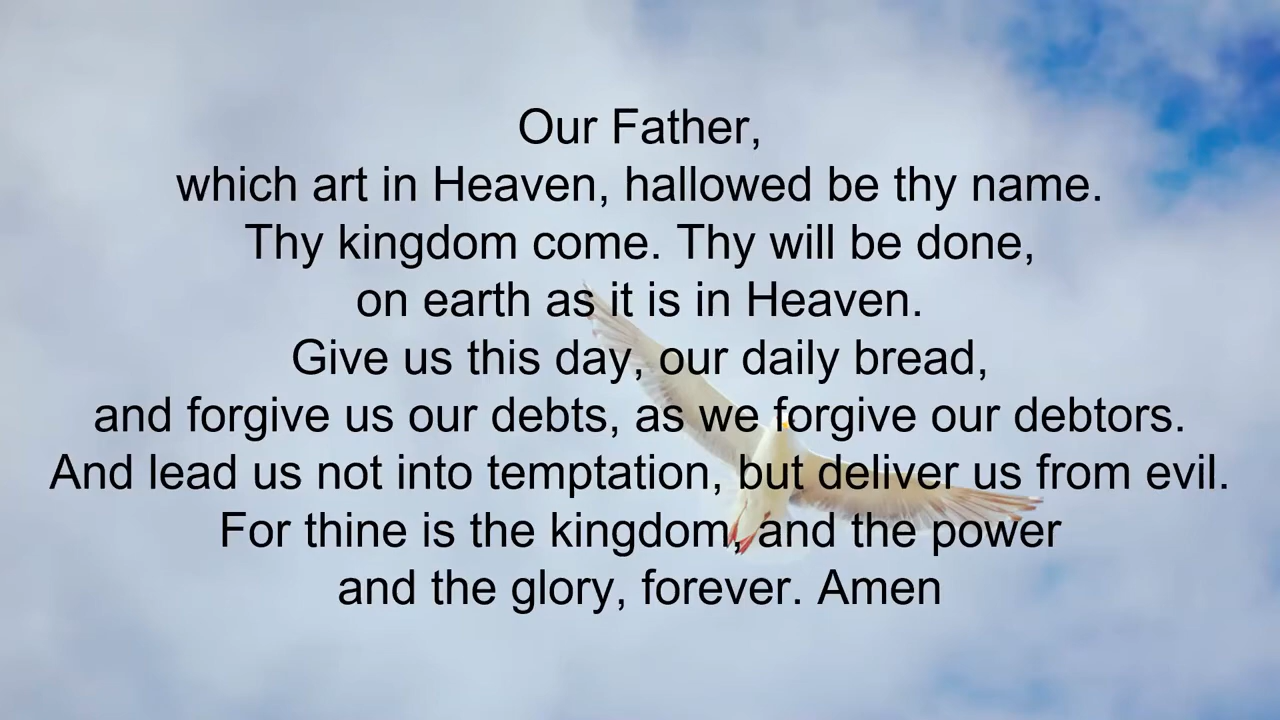 Our Father,
which art in Heaven, hallowed be thy name.
Thy kingdom come. Thy will be done,
on earth as it is in Heaven.
Give us this day, our daily bread,
and forgive us our debts, as we forgive our debtors.
And lead us not into temptation, but deliver us from evil.
For thine is the kingdom, and the power
and the glory, forever. Amen